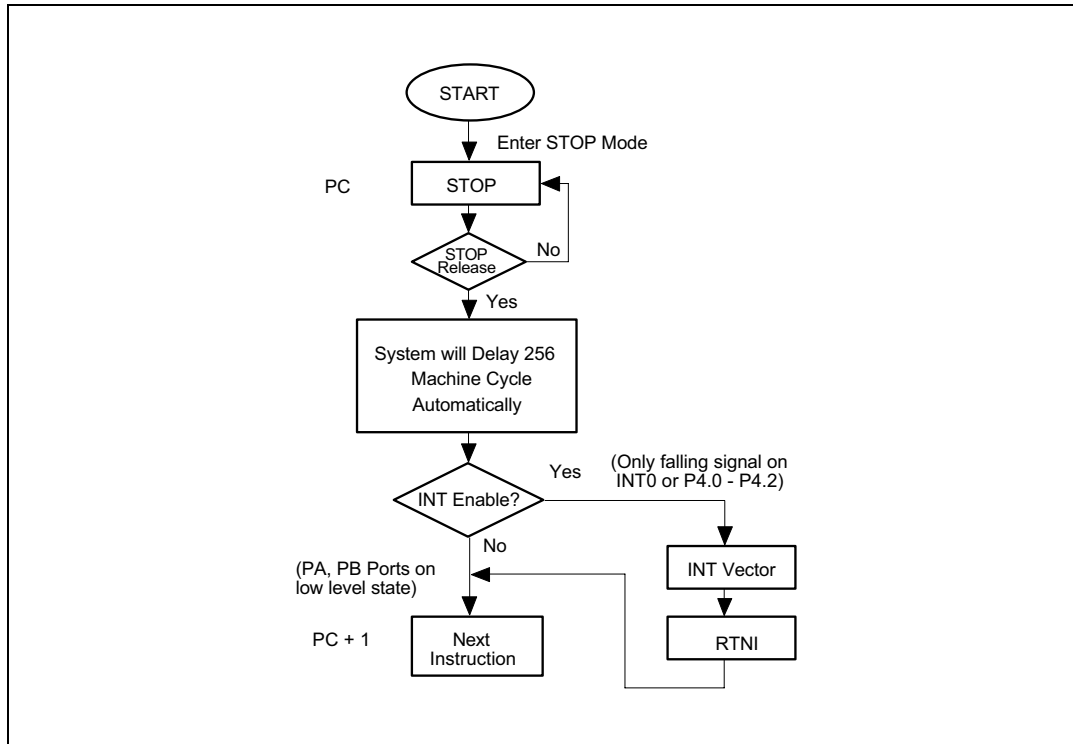 START
Enter STOP Mode
PC
STOP
STOP
Release
No
Yes
System will Delay 256
Machine Cycle
Automatically
Yes
(Only falling signal on
INT0 or P4.0 - P4.2)
INT Enable?
No
(PA, PB Ports on
low level state)
INT Vector
PC + 1
Next
Instruction
RTNI